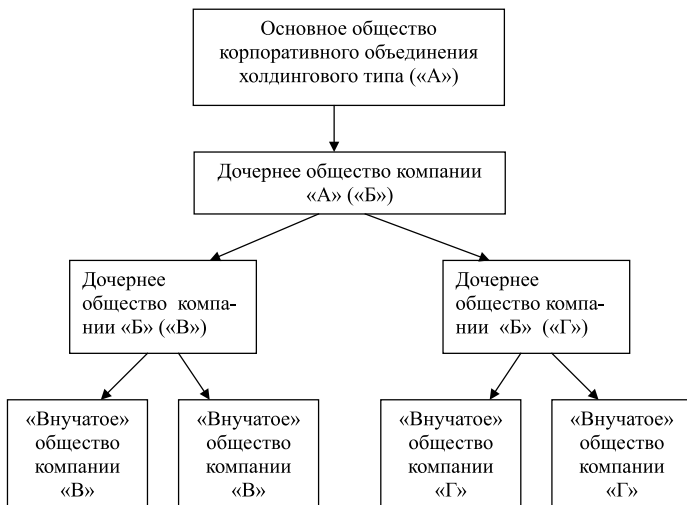 Основное общество
корпоративного объединения
холдингового типа («А»)
Дочернее общество компании
«А» («Б»)
Дочернее
общество компа-
нии «Б» («В»)
Дочернее
общество компа-
нии «Б» («Г»)
«Внучатое»
общество
компании
«В»
«Внучатое»
общество
компании
«В»
«Внучатое»
общество
компании
«Г»
«Внучатое»
общество
компании
«Г»